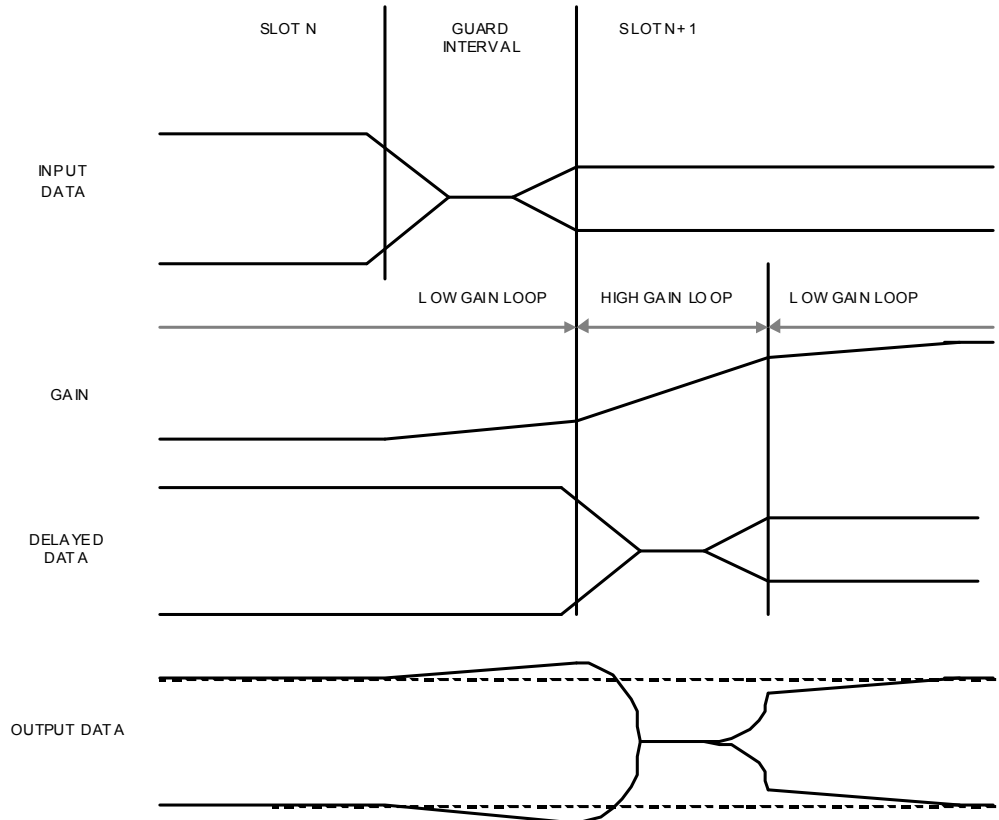 SLOT N
GUARD
INTERVAL
SLOT N+1
INPUT
DATA
LOW GAIN LOOP
HIGH GAIN LOOP
LOW GAIN LOOP
GAIN
DELAYED
DATA
OUTPUT DATA